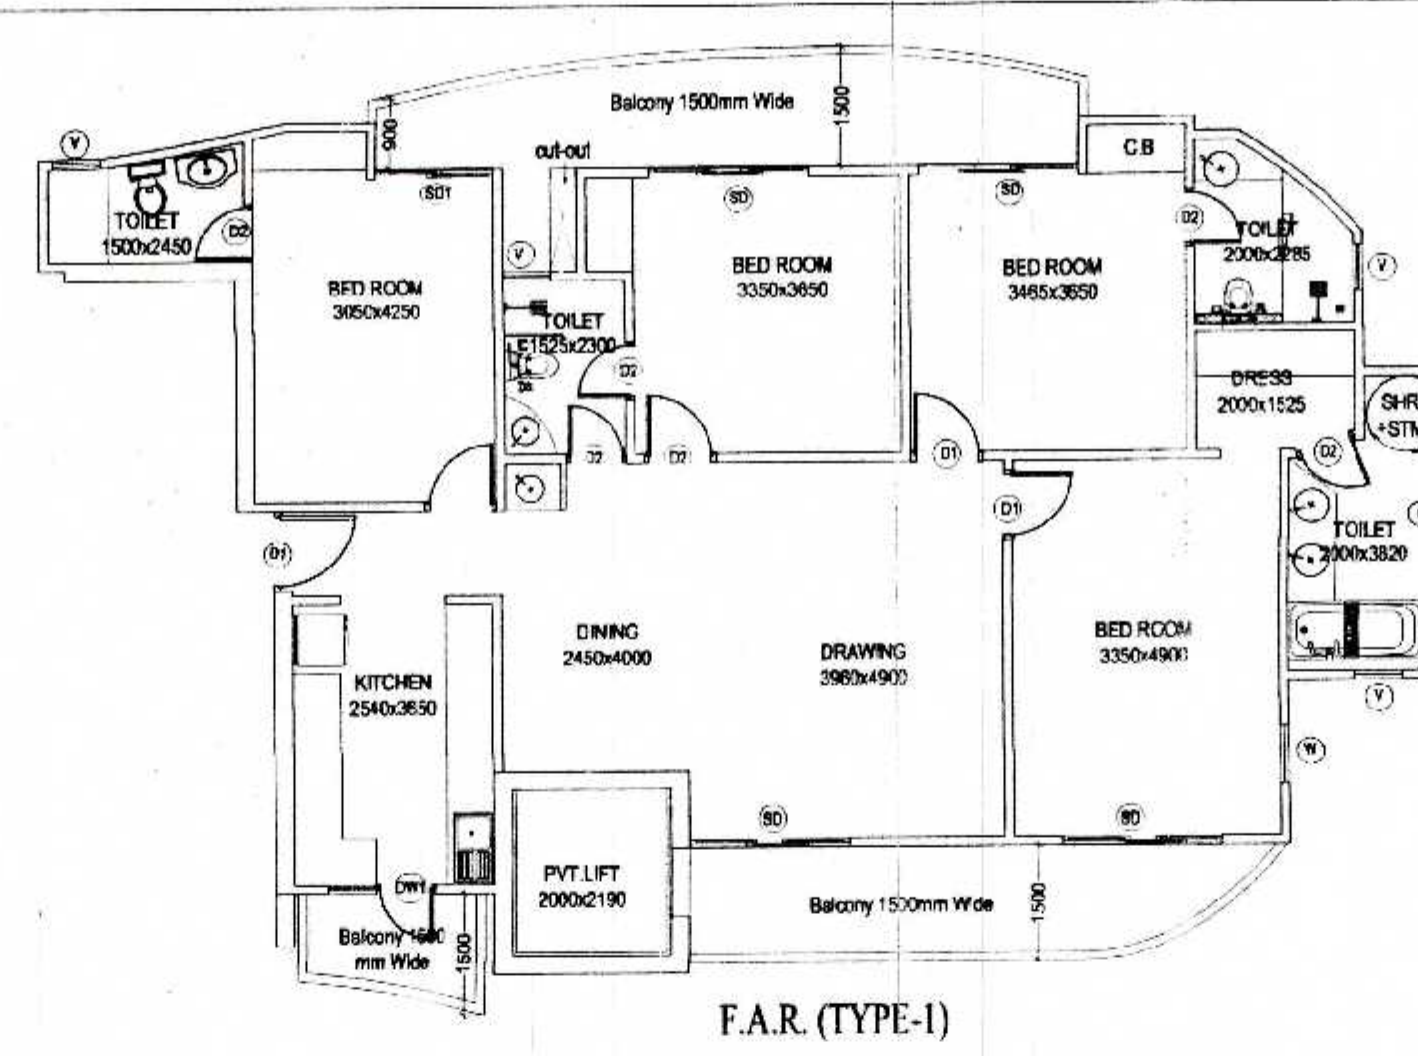 Balcony 1500mm Wide
1500
900
cut-out
C.B
V
SD1
SD
SD
D2
TOILET
1500x2450
D2
TOILET
2000x2285
V
V
BED ROOM
3050x4250
BED ROOM
3350x3650
BED ROOM
3465x3650
TOILET
1525x2300
D2
DRESS
2000x1525
SHR
+STM
D2
D2
D1
D2
D1
D1
TOILET
2000x3820
DINING
2450x4000
DRAWING
3960x4900
BED ROOM
3350x4900
KITCHEN
2540x3650
V
W
SD
SD
PVT.LIFT
2000x2190
DW1
Balcony 1500mm Wide
1500
Balcony 1500
mm Wide
1500
F.A.R. (TYPE-1)